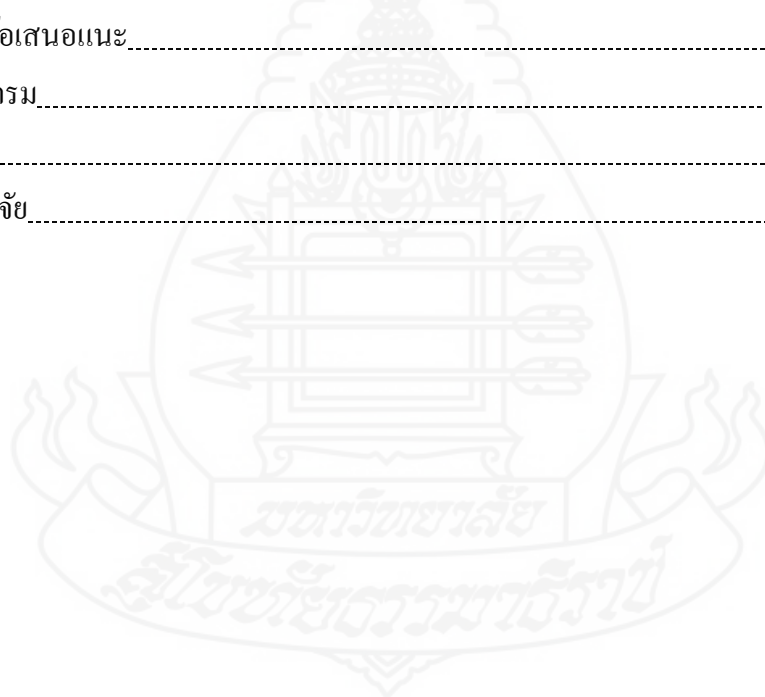 อเสนอแนะ
กรม
จัย
มหาวิทยาลัย
สุโขทัยธรรมาธิราช